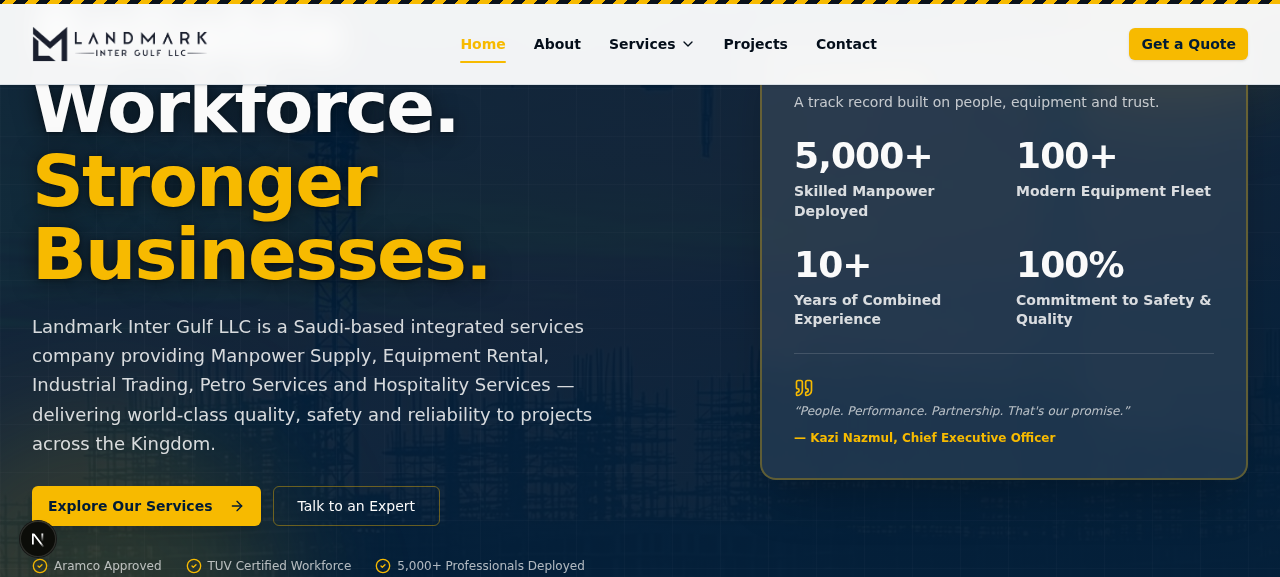 LANDMARK
INTER GULF LLC
Home
About
Services
Projects
Contact
Get a Quote
Workforce.
Stronger
Businesses.
Landmark Inter Gulf LLC is a Saudi-based integrated services
company providing Manpower Supply, Equipment Rental,
Industrial Trading, Petro Services and Hospitality Services —
delivering world-class quality, safety and reliability to projects
across the Kingdom.
Explore Our Services
Talk to an Expert
N
Aramco Approved
TUV Certified Workforce
5,000+ Professionals Deployed
A track record built on people, equipment and trust.
5,000+
Skilled Manpower
Deployed
100+
Modern Equipment Fleet
10+
Years of Combined
Experience
100%
Commitment to Safety &
Quality
“People. Performance. Partnership. That's our promise.”
— Kazi Nazmul, Chief Executive Officer